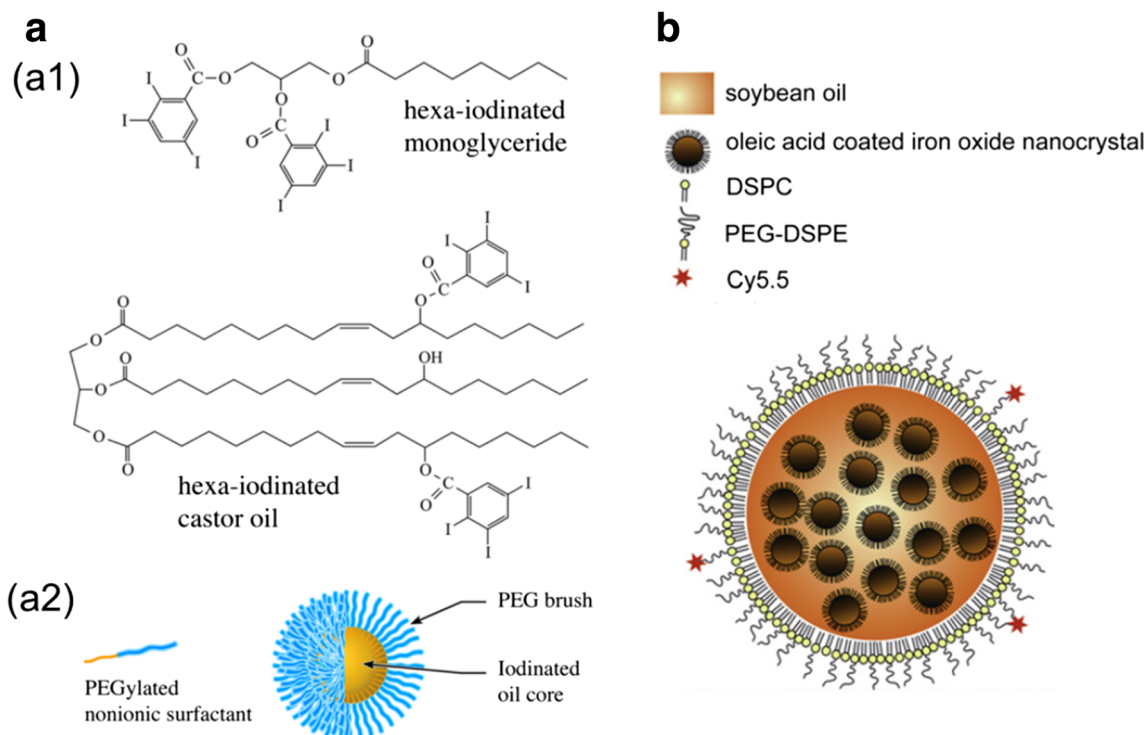 a
(a1)
O
C
O
O
O
I
I
I
O
C
O
I
I
I
hexa-iodinated
monoglyceride
I
I
I
O
C
O
O
O
O
O
OH
O
O
O
C
O
I
I
I
hexa-iodinated
castor oil
(a2)
PEGylated
nonionic surfactant
PEG brush
Iodinated
oil core
b
soybean oil
oleic acid coated iron oxide nanocrystal
DSPC
PEG-DSPE
Cy5.5